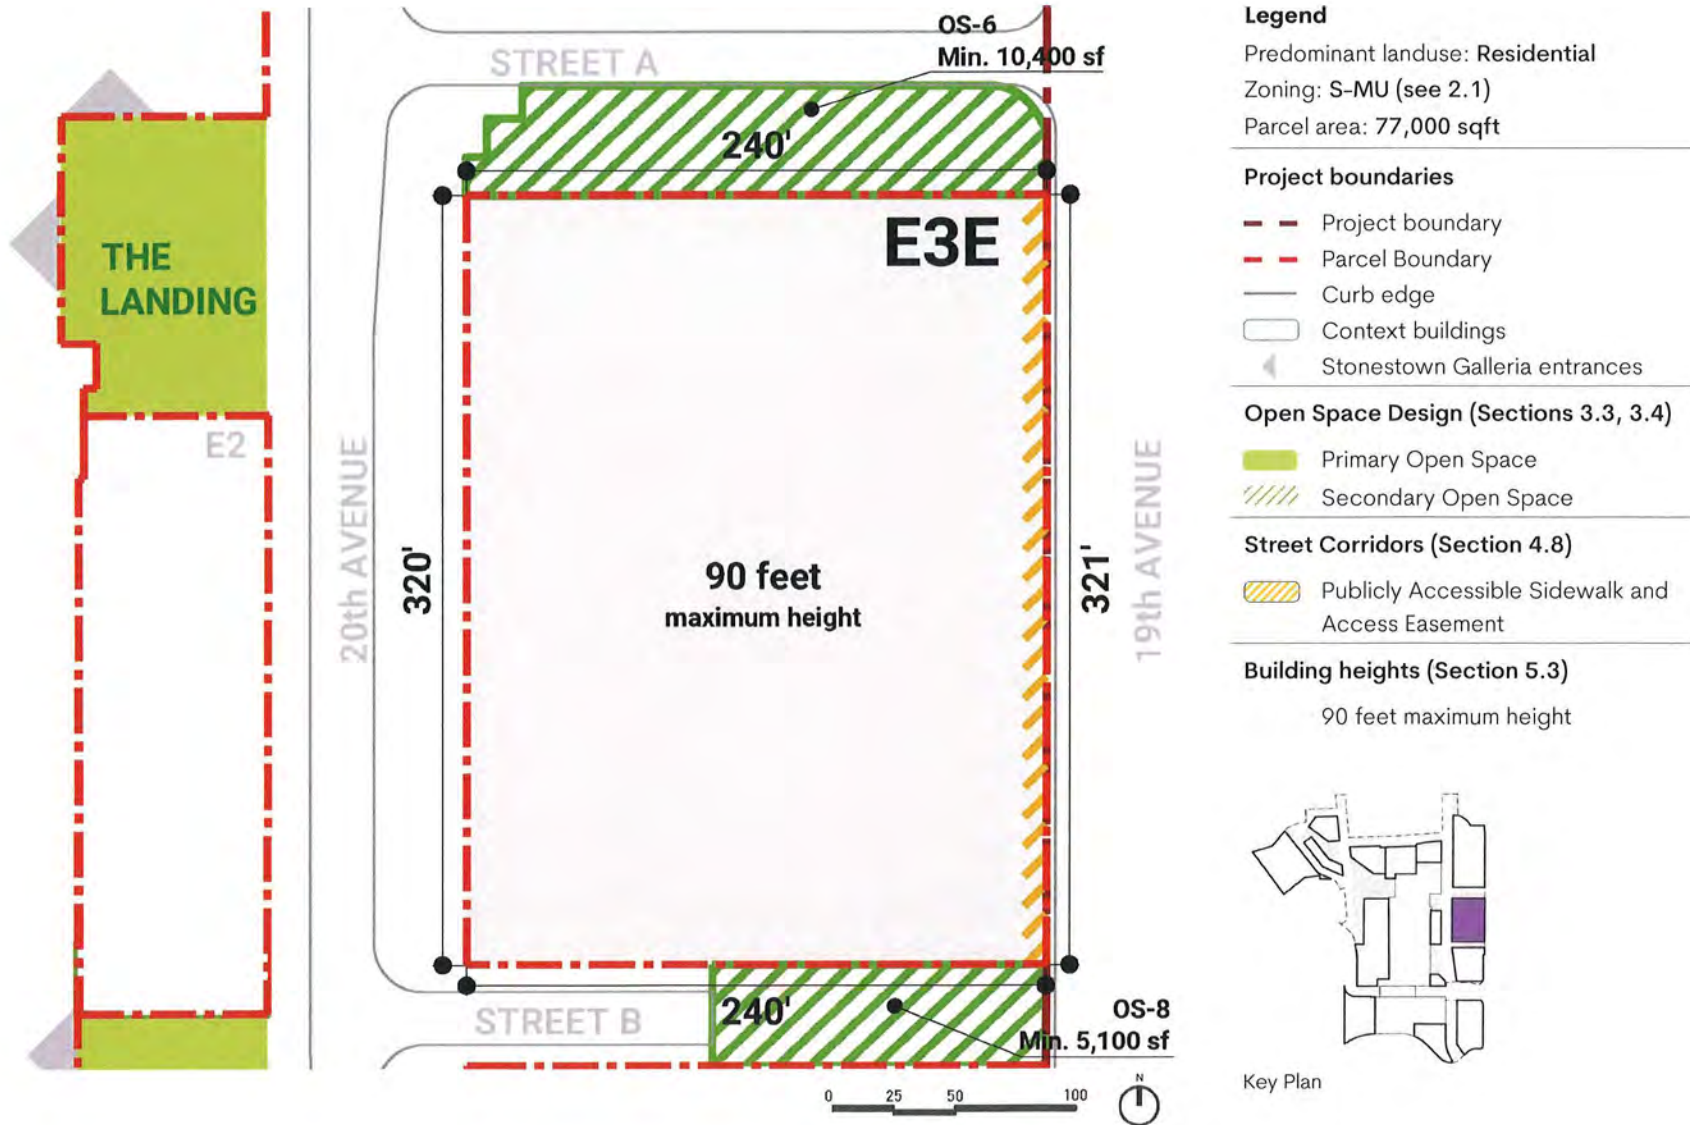 OS-6
Min. 10,400 sf
STREET A
240'
E3E
THE
LANDING
E2
20th AVENUE
320'
90 feet
maximum height
321'
19th AVENUE
STREET B
240'
OS-8
Min. 5,100 sf
0 25 50 100
N
Legend
Predominant landuse: Residential
Zoning: S-MU (see 2.1)
Parcel area: 77,000 sqft
Project boundaries
Project boundary
Parcel Boundary
Curb edge
Context buildings
Stonestown Galleria entrances
Open Space Design (Sections 3.3, 3.4)
Primary Open Space
Secondary Open Space
Street Corridors (Section 4.8)
Publicly Accessible Sidewalk and
Access Easement
Building heights (Section 5.3)
90 feet maximum height
Key Plan